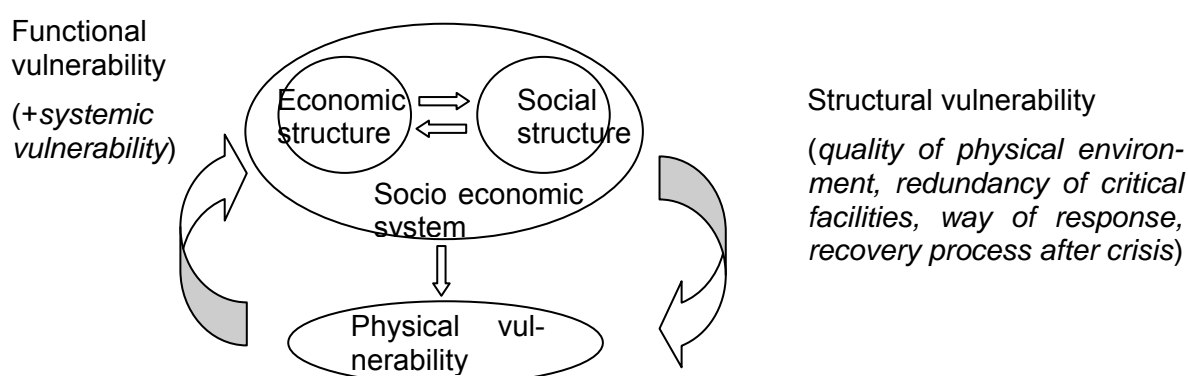 Functional
vulnerability
(+systemic
vulnerability)
Economic
structure
Social
structure
Socio economic
system
Physical vul-
nerability
Structural vulnerability
(quality of physical environ-
ment, redundancy of critical
facilities, way of response,
recovery process after crisis)